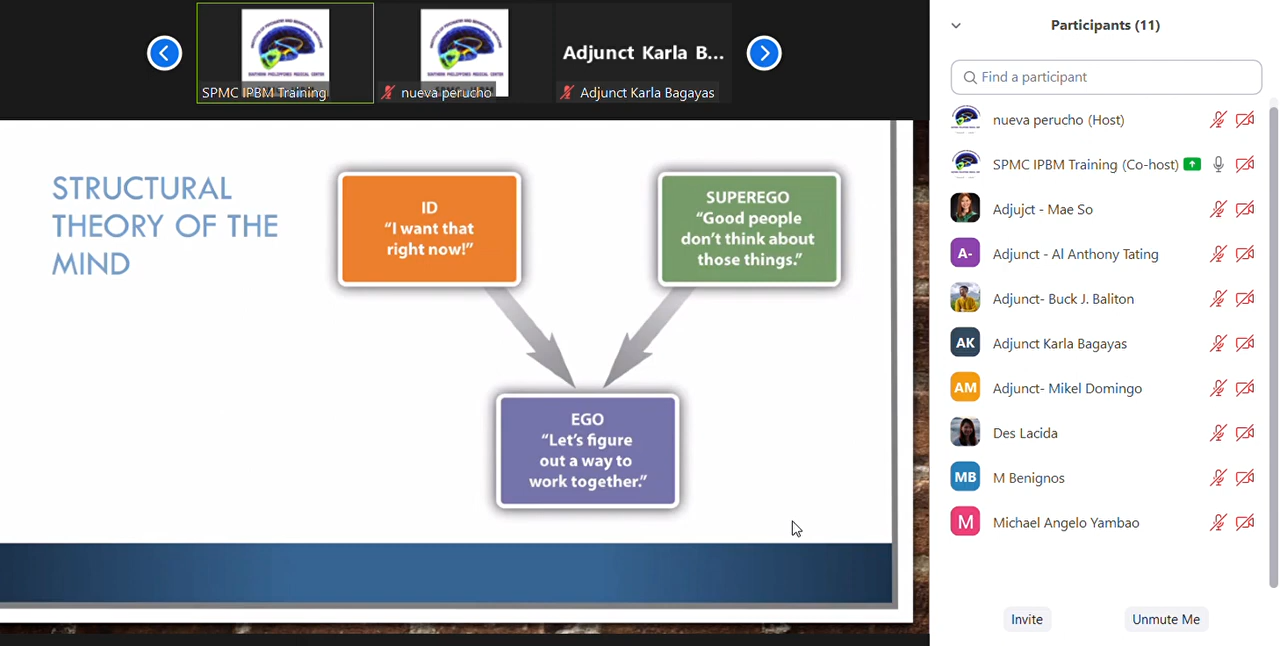 Adjunct Karla B...
SPMC IPBM Training
nueva perucho
Adjunct Karla Bagayas
STRUCTURAL
THEORY OF THE
MIND
ID
“I want that
right now!”
SUPEREGO
“Good people
don’t think about
those things.”
EGO
“Let’s figure
out a way to
work together.”
Participants (11)
Find a participant
nueva perucho (Host)
SPMC IPBM Training (Co-host)
Adjujct - Mae So
A-
Adjunct - Al Anthony Tating
Adjunct- Buck J. Baliton
AK
Adjunct Karla Bagayas
AM
Adjunct- Mikel Domingo
Des Lacida
MB
M Benignos
M
Michael Angelo Yambao
Invite
Unmute Me